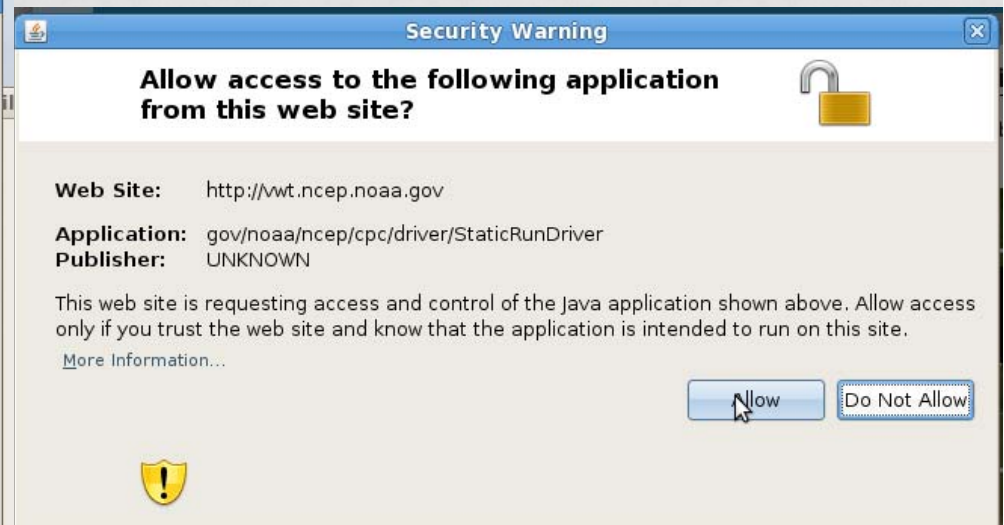 Security Warning
Allow access to the following application
from this web site?
Web Site: http://vwt.ncep.noaa.gov
Application: gov/noaa/ncep/cpc/driver/StaticRunDriver
Publisher: UNKNOWN
This web site is requesting access and control of the Java application shown above. Allow access
only if you trust the web site and know that the application is intended to run on this site.
More Information...
Allow Do Not Allow